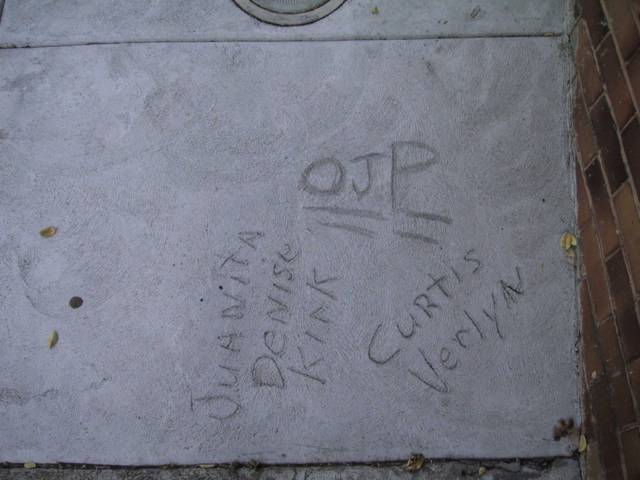 OJP
JUANITA
DENISE
KINK
CURTIS
Verlyn